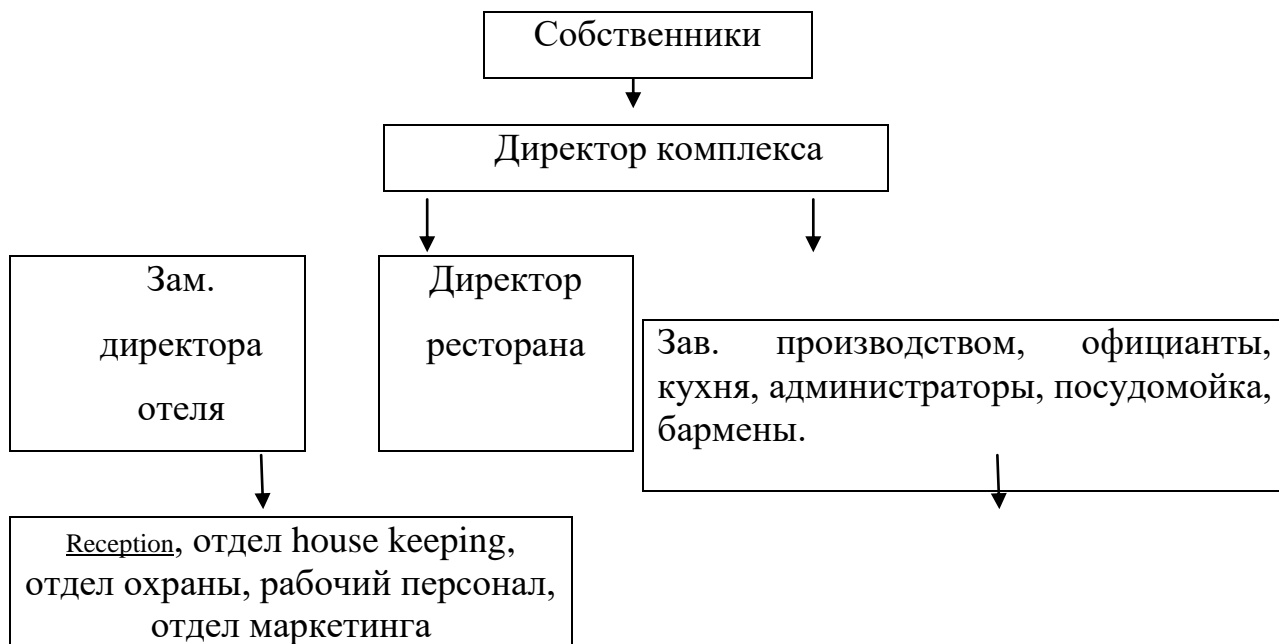 Собственники
Директор комплекса
Зам.
директора
отеля
Директор
ресторана
Зав. производством, официанты,
кухня, администраторы, посудомойка,
бармены.
Reception, отдел house keeping,
отдел охраны, рабочий персонал,
отдел маркетинга